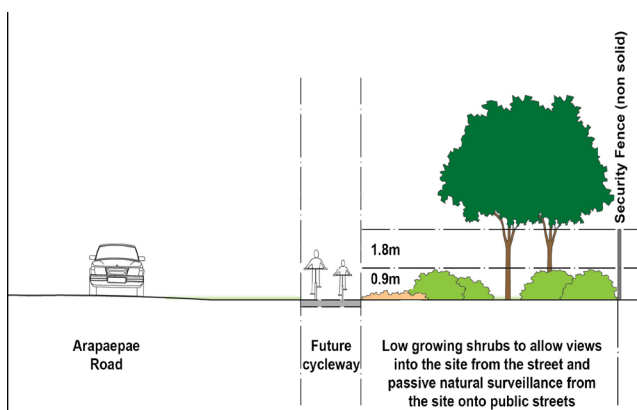 Security Fence (non solid)
1.8m
0.9m
Arapaepae
Road
Future
cycleway
Low growing shrubs to allow views
into the site from the street and
passive natural surveillance from
the site onto public streets